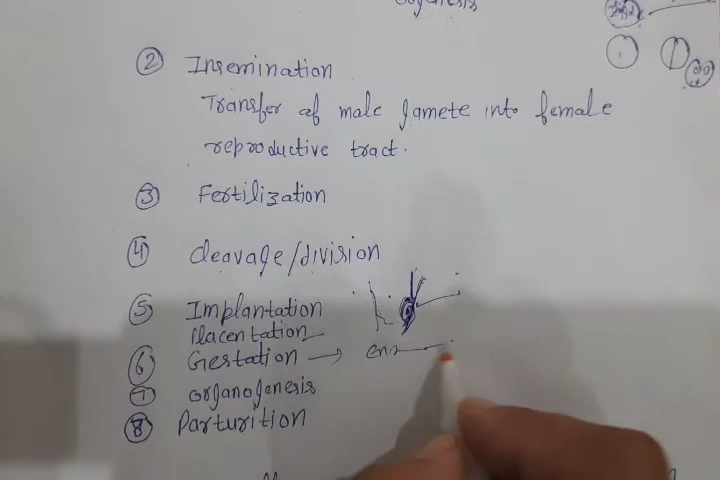 ② Insemination
Transfer of male gamete into female
reproductive tract.
③ Fertilization
④ cleavage/division
⑤ Implantation
Placentation
⑥ Gestation →
⑦ organogenesis
⑧ Parturition